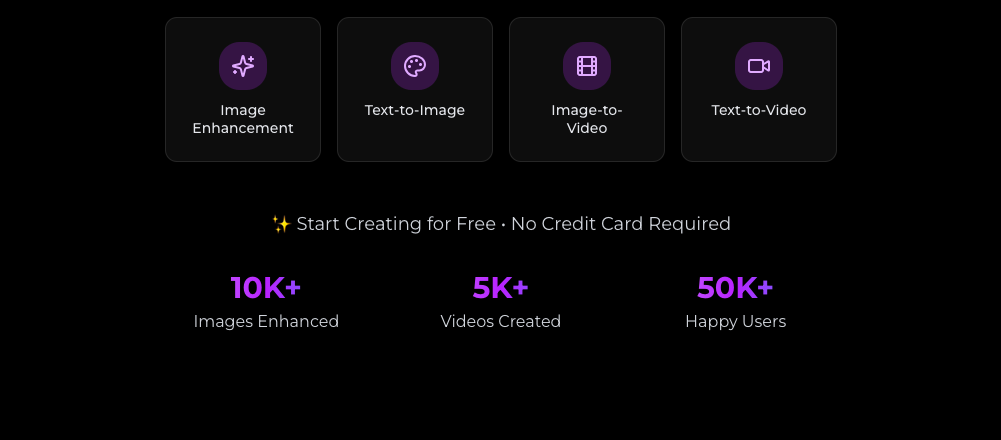 Image
Enhancement
Text-to-Image
Image-to-
Video
Text-to-Video
✨ Start Creating for Free • No Credit Card Required
10K+
Images Enhanced
5K+
Videos Created
50K+
Happy Users